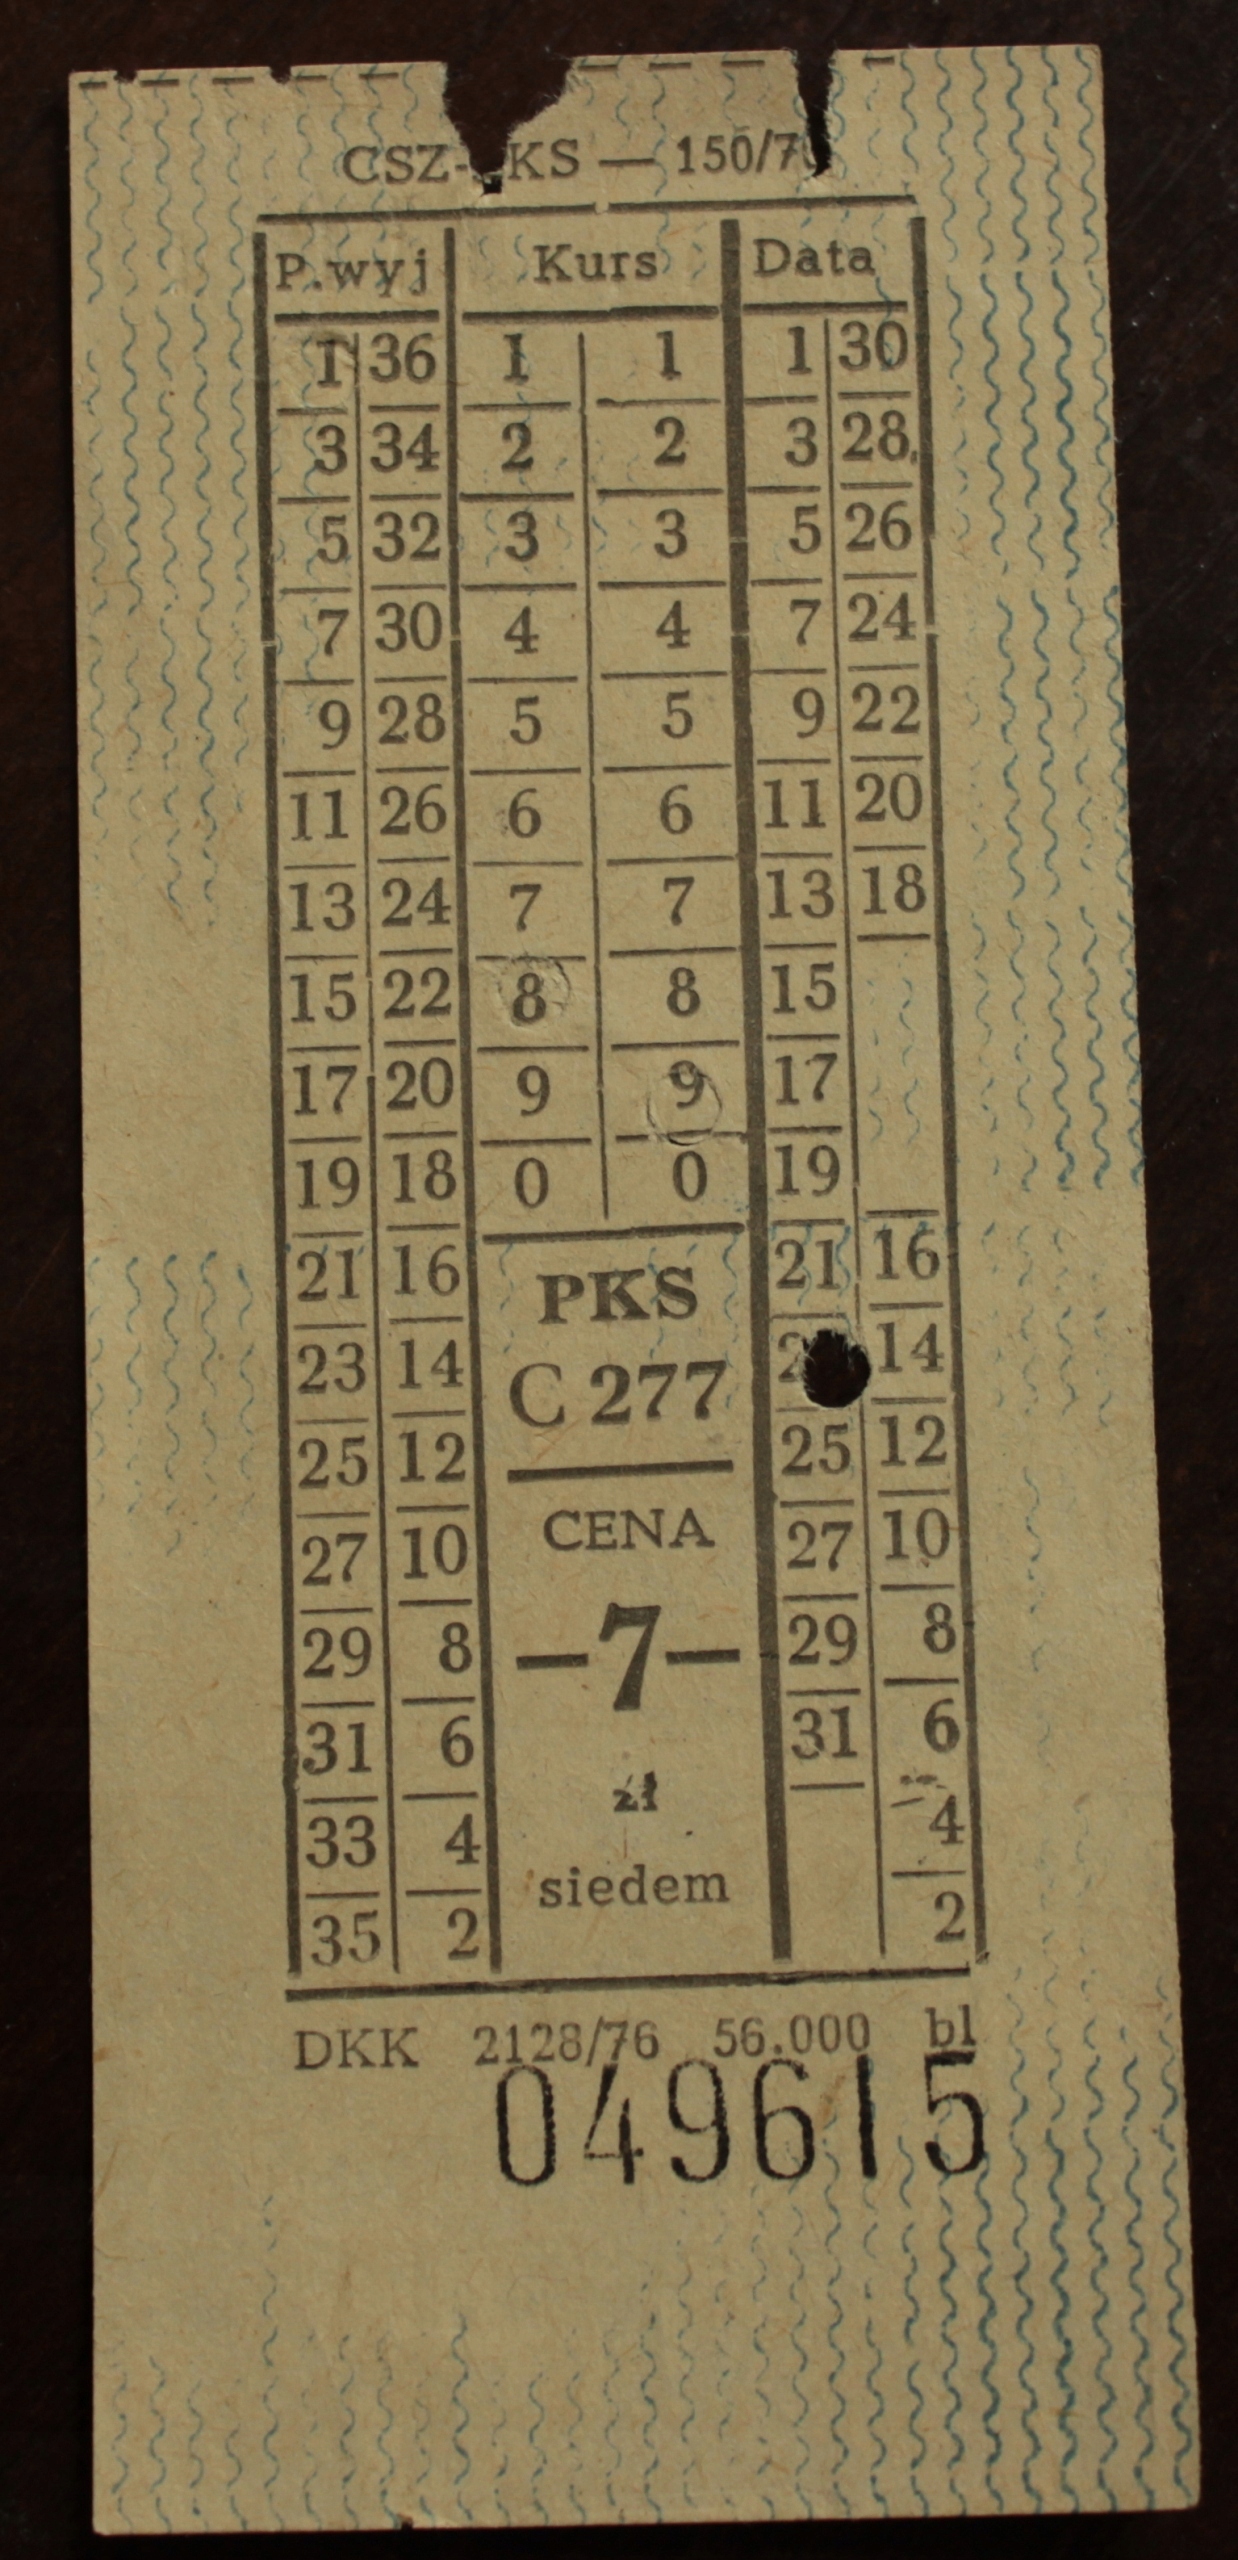 CSZ- KS — 150/7
P.wyj Kurs Data
1 36 1 1 1 30
3 34 2 2 3 28
5 32 3 3 5 26
7 30 4 4 7 24
9 28 5 5 9 22
11 26 6 6 11 20
13 24 7 7 13 18
15 22 8 8 15
17 20 9 9 17
19 18 0 0 19
21 16 PKS 21 16
23 14 C 277 2 14
25 12 25 12
27 10 CENA 27 10
29 8 —7— 29 8
31 6 31 6
33 4 zł 4
35 2 siedem 2
DKK 2128/76 56.000 bl
049615